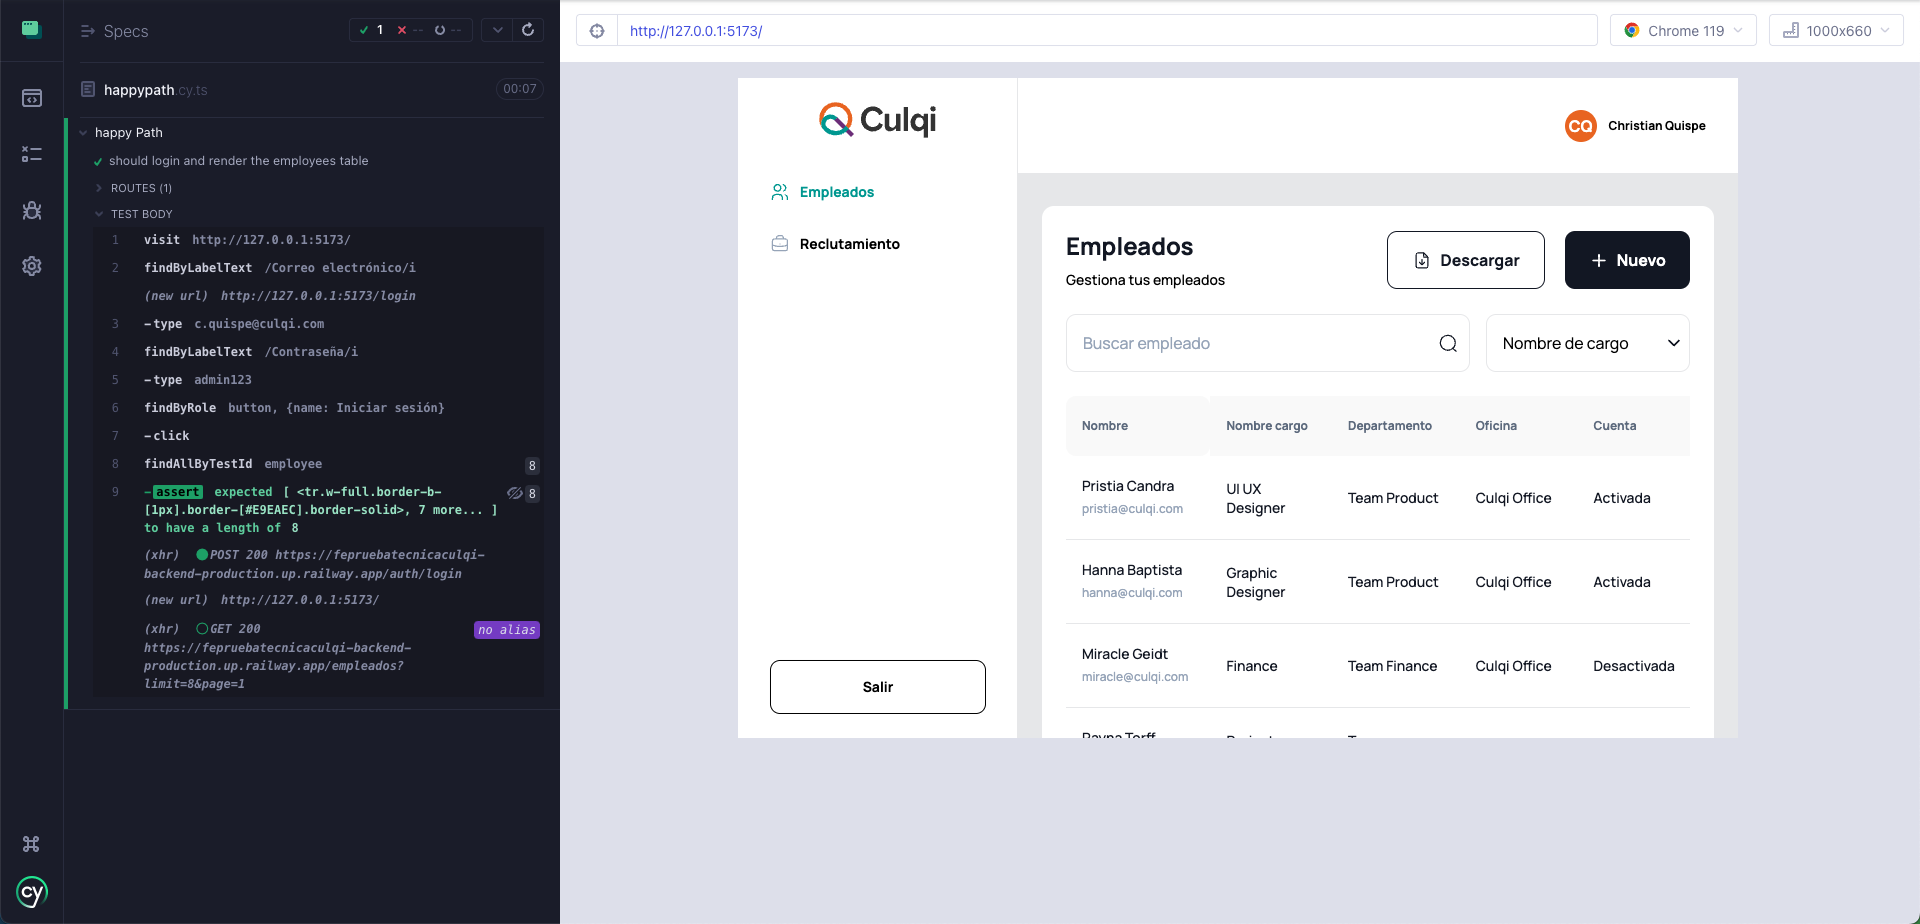 Specs
1
--
--
happypath.cy.ts
00:07
happy Path
should login and render the employees table
ROUTES (1)
TEST BODY
1 visit http://127.0.0.1:5173/
2 findByLabelText /Correo electrónico/i
(new url) http://127.0.0.1:5173/login
3 -type c.quispe@culqi.com
4 findByLabelText /Contraseña/i
5 -type admin123
6 findByRole button, {name: Iniciar sesión}
7 -click
8 findAllByTestId employee 8
9 -assert expected [ <tr.w-full.border-b- 8
[1px].border-[#E9EAEC].border-solid>, 7 more... ]
to have a length of 8
(xhr) POST 200 https://fepruebatecnicaculqi-
backend-production.up.railway.app/auth/login
(new url) http://127.0.0.1:5173/
(xhr) GET 200 no alias
https://fepruebatecnicaculqi-backend-
production.up.railway.app/empleados?
limit=8&page=1
cy
http://127.0.0.1:5173/
Chrome 119
1000x660
Culqi
Empleados
Reclutamiento
Salir
CQ Christian Quispe
Empleados
Gestiona tus empleados
Descargar
+ Nuevo
Buscar empleado
Nombre de cargo
Nombre Nombre cargo Departamento Oficina Cuenta
Pristia Candra
pristia@culqi.com
UI UX
Designer
Team Product
Culqi Office
Activada
Hanna Baptista
hanna@culqi.com
Graphic
Designer
Team Product
Culqi Office
Activada
Miracle Geidt
miracle@culqi.com
Finance
Team Finance
Culqi Office
Desactivada